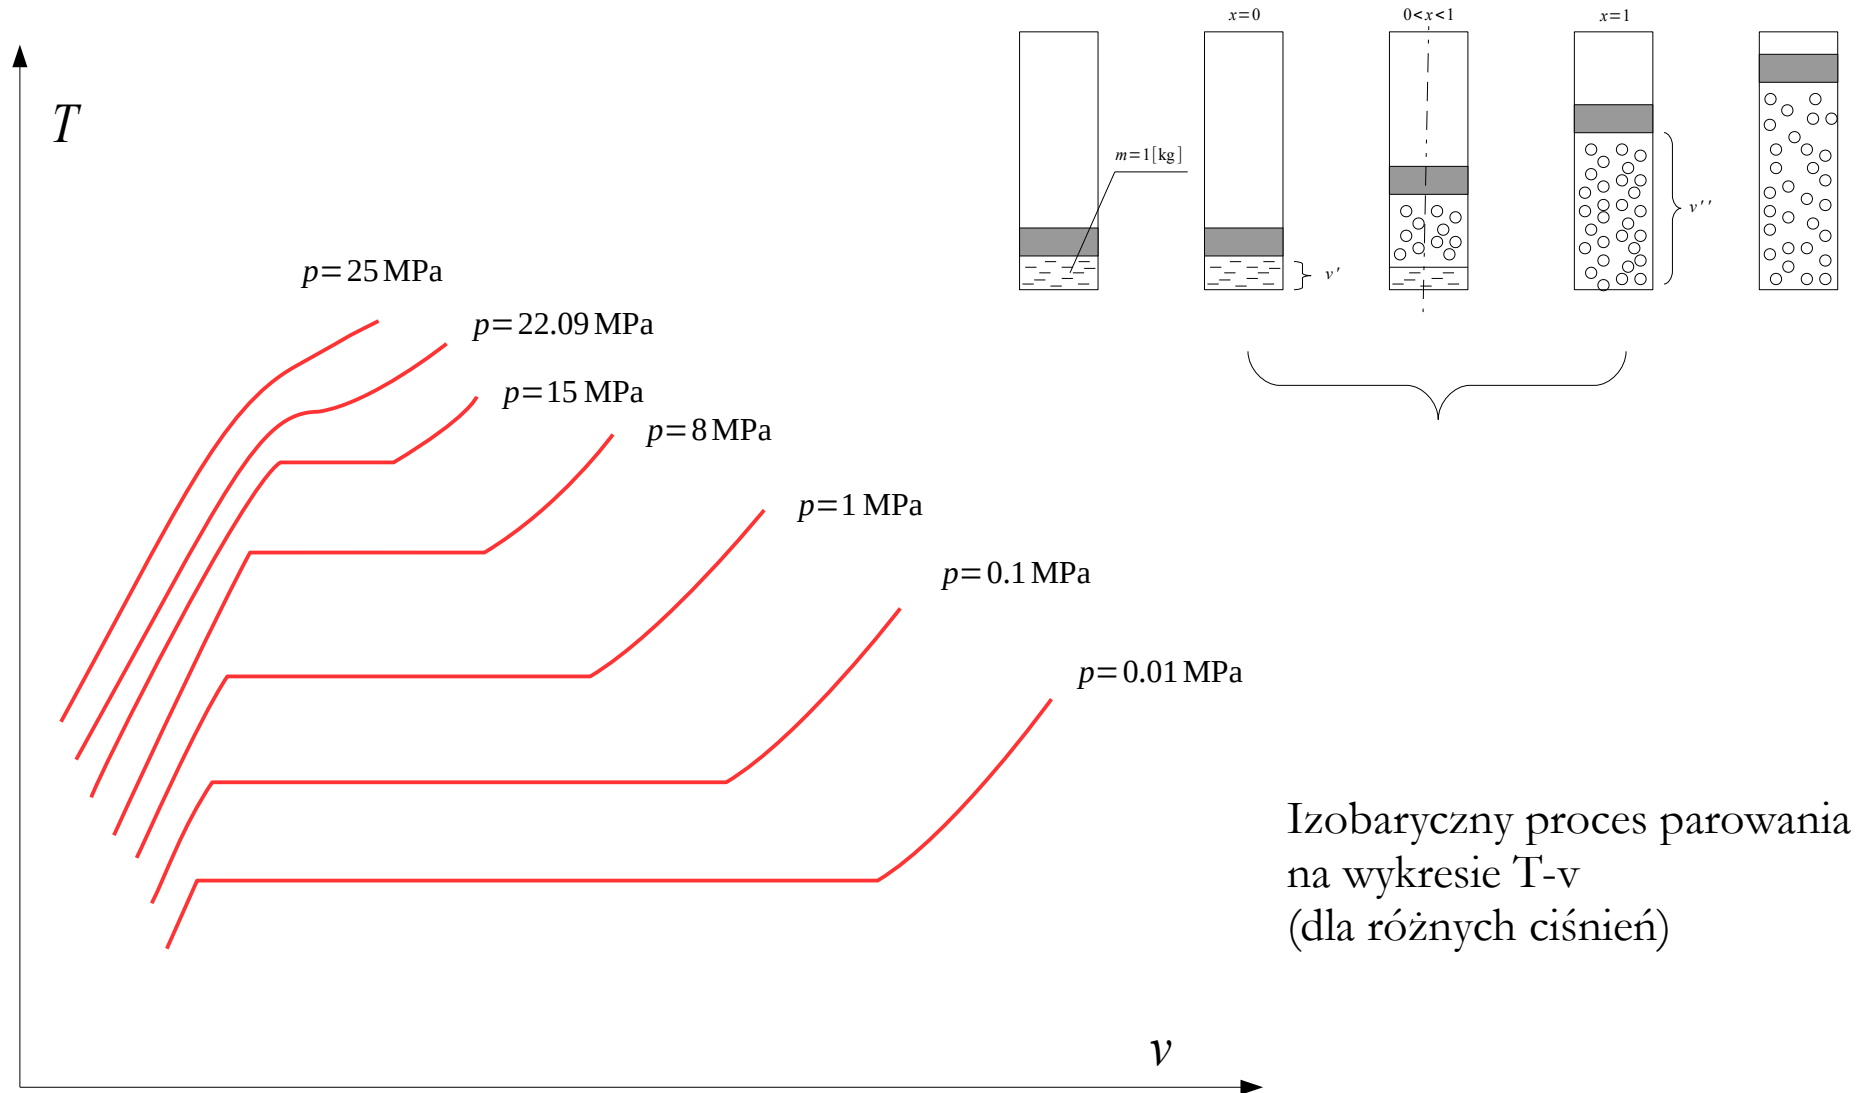 x=0
0<x<1
x=1
T
m=1[kg]
v''
v'
p=25 MPa
p=22.09 MPa
p=15 MPa
p=8 MPa
p=1 MPa
p=0.1 MPa
p=0.01 MPa
Izobaryczny proces parowania
na wykresie T-v
(dla różnych ciśnień)
v